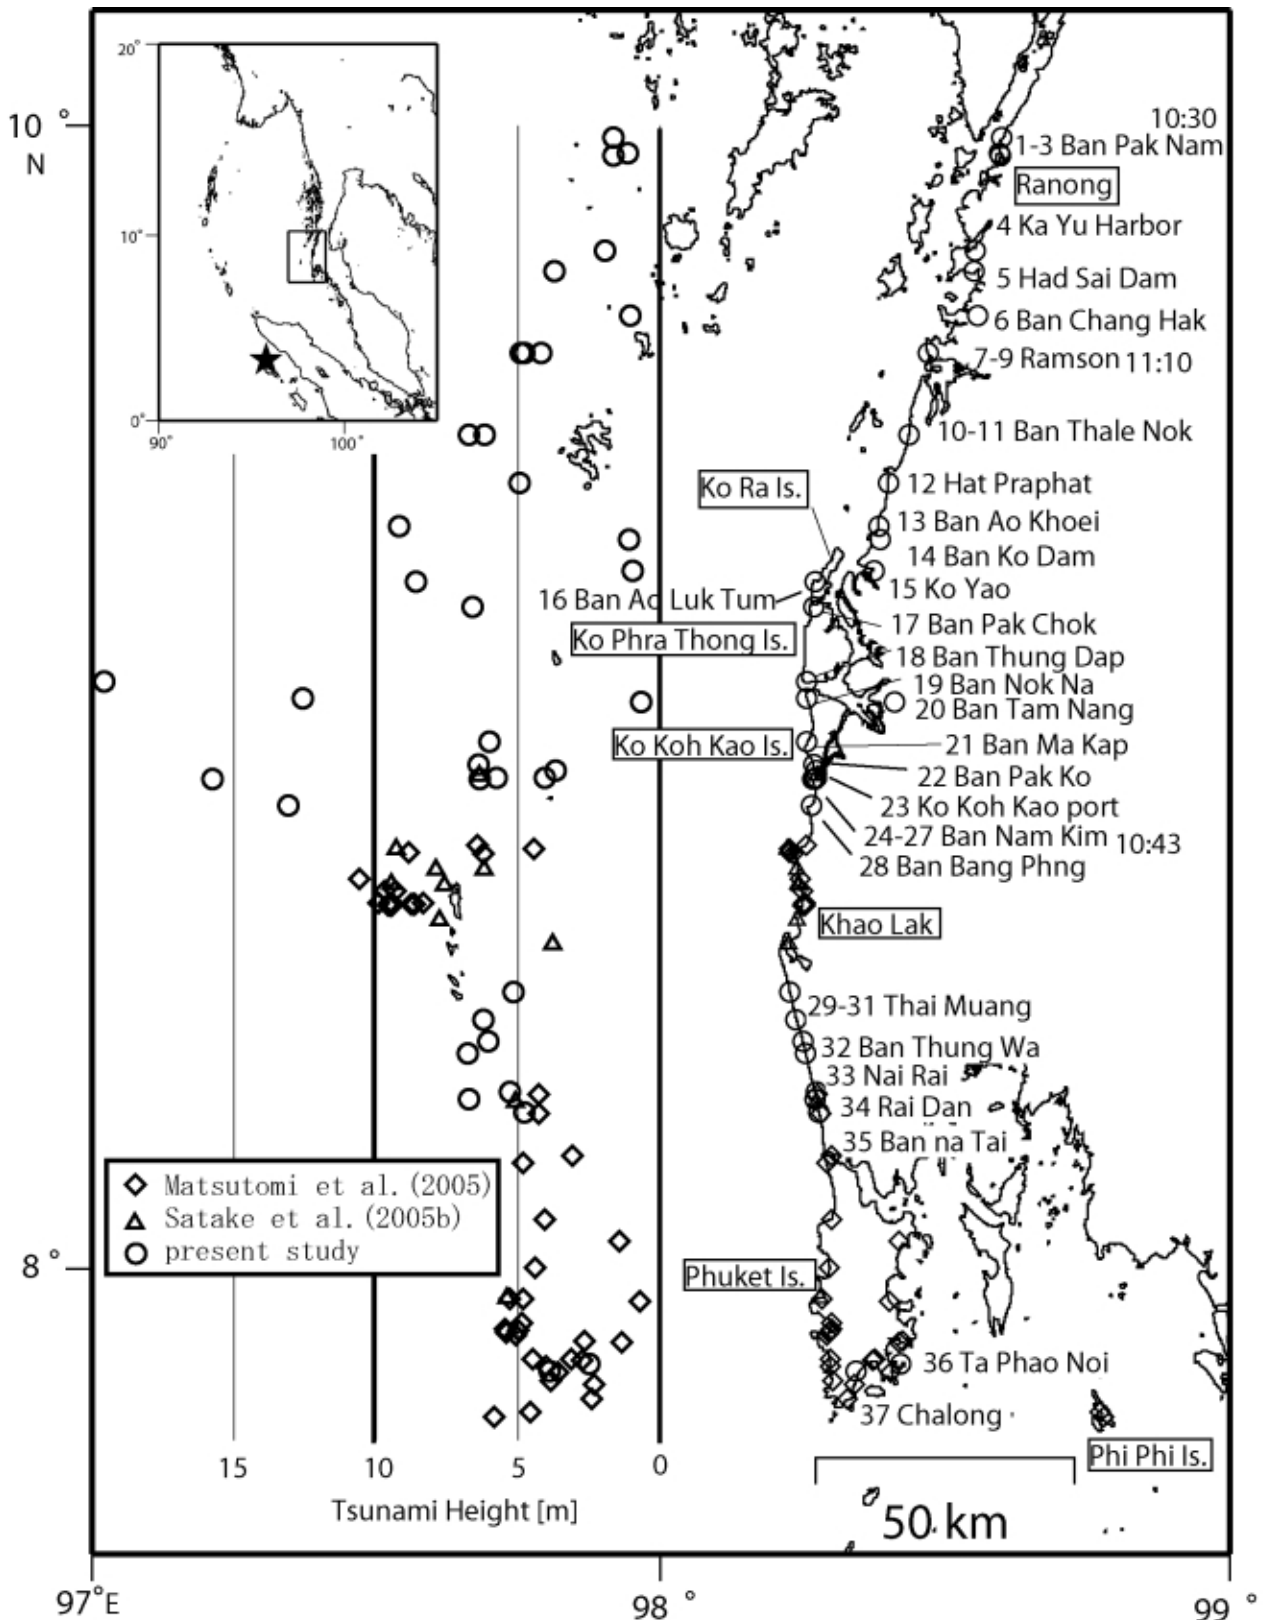 20°
10°
0°
90°
100°
10°
N
10:30
1-3 Ban Pak Nam
Ranong
4 Ka Yu Harbor
5 Had Sai Dam
6 Ban Chang Hak
7-9 Ramson 11:10
10-11 Ban Thale Nok
Ko Ra Is.
12 Hat Praphat
13 Ban Ao Khoei
14 Ban Ko Dam
15 Ko Yao
16 Ban Ao Luk Tum
17 Ban Pak Chok
Ko Phra Thong Is.
18 Ban Thung Dap
19 Ban Nok Na
20 Ban Tam Nang
Ko Koh Kao Is.
21 Ban Ma Kap
22 Ban Pak Ko
23 Ko Koh Kao port
24-27 Ban Nam Kim 10:43
28 Ban Bang Phng
Khao Lak
29-31 Thai Muang
32 Ban Thung Wa
33 Nai Rai
34 Rai Dan
35 Ban na Tai
Matsutomi et al.(2005)
Satake et al.(2005b)
present study
8°
Phuket Is.
36 Ta Phao Noi
37 Chalong
Phi Phi Is.
15 10 5 0
Tsunami Height [m]
50 km
97°E
98°
99°